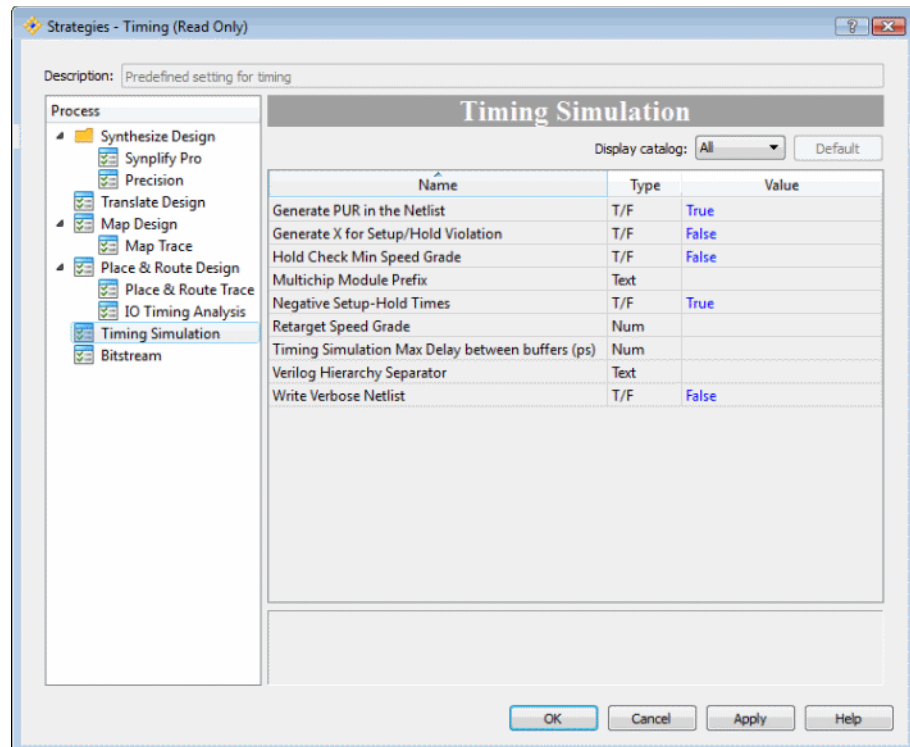 Strategies - Timing (Read Only)
Description: Predefined setting for timing
Process
Synthesize Design
Synplify Pro
Precision
Translate Design
Map Design
Map Trace
Place & Route Design
Place & Route Trace
IO Timing Analysis
Timing Simulation
Bitstream
Timing Simulation
Display catalog: All Default
Name Type Value
Generate PUR in the Netlist T/F True
Generate X for Setup/Hold Violation T/F False
Hold Check Min Speed Grade T/F False
Multichip Module Prefix Text
Negative Setup-Hold Times T/F True
Retarget Speed Grade Num
Timing Simulation Max Delay between buffers (ps) Num
Verilog Hierarchy Separator Text
Write Verbose Netlist T/F False
OK Cancel Apply Help